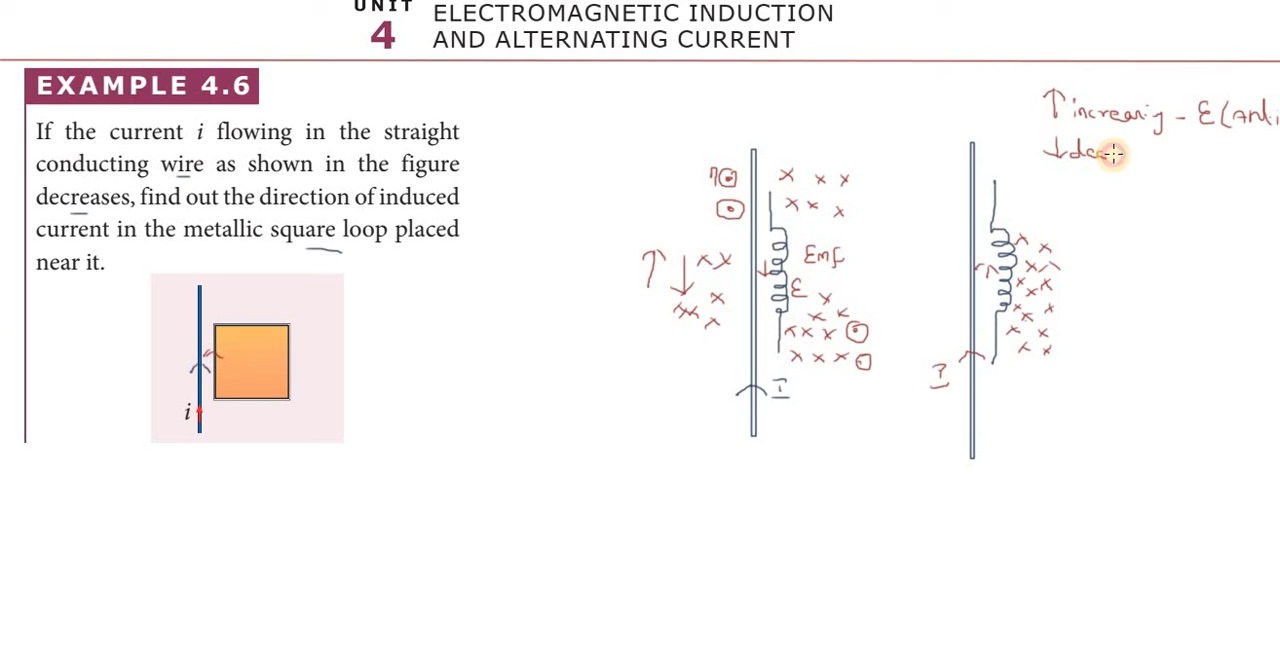 UNIT
4
ELECTROMAGNETIC INDUCTION
AND ALTERNATING CURRENT
EXAMPLE 4.6
If the current i flowing in the straight
conducting wire as shown in the figure
decreases, find out the direction of induced
current in the metallic square loop placed
near it.
i
↑ increasing - ε (Anti
↓ dec
× × ×
× × ×
↑ ↓ × ×
Emf
ε ×
× ×
× × ×
× × × ×
I
I